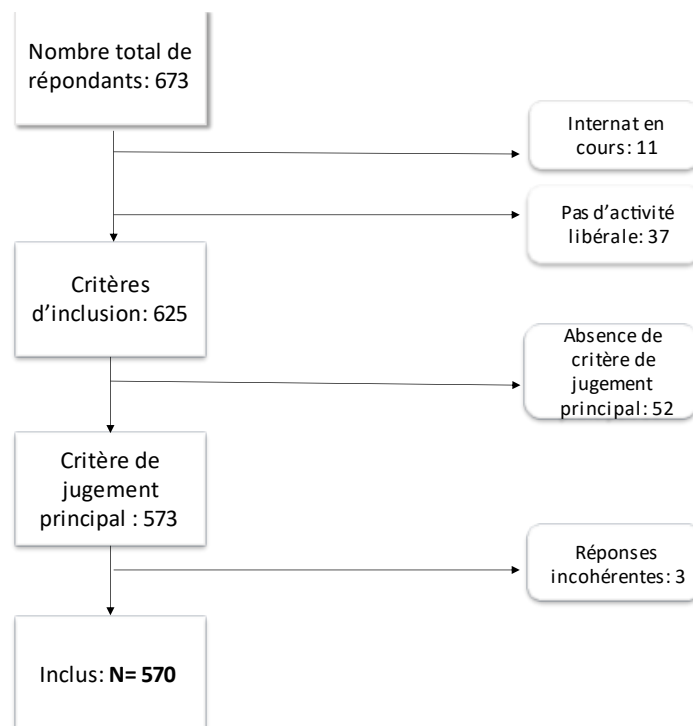 Nombre total de
répondants: 673
Internat en
cours: 11
Pas d'activité
libérale: 37
Critères
d'inclusion: 625
Absence de
critère de
jugement
principal: 52
Critère de
jugement
principal : 573
Réponses
incohérentes: 3
Inclus: N= 570